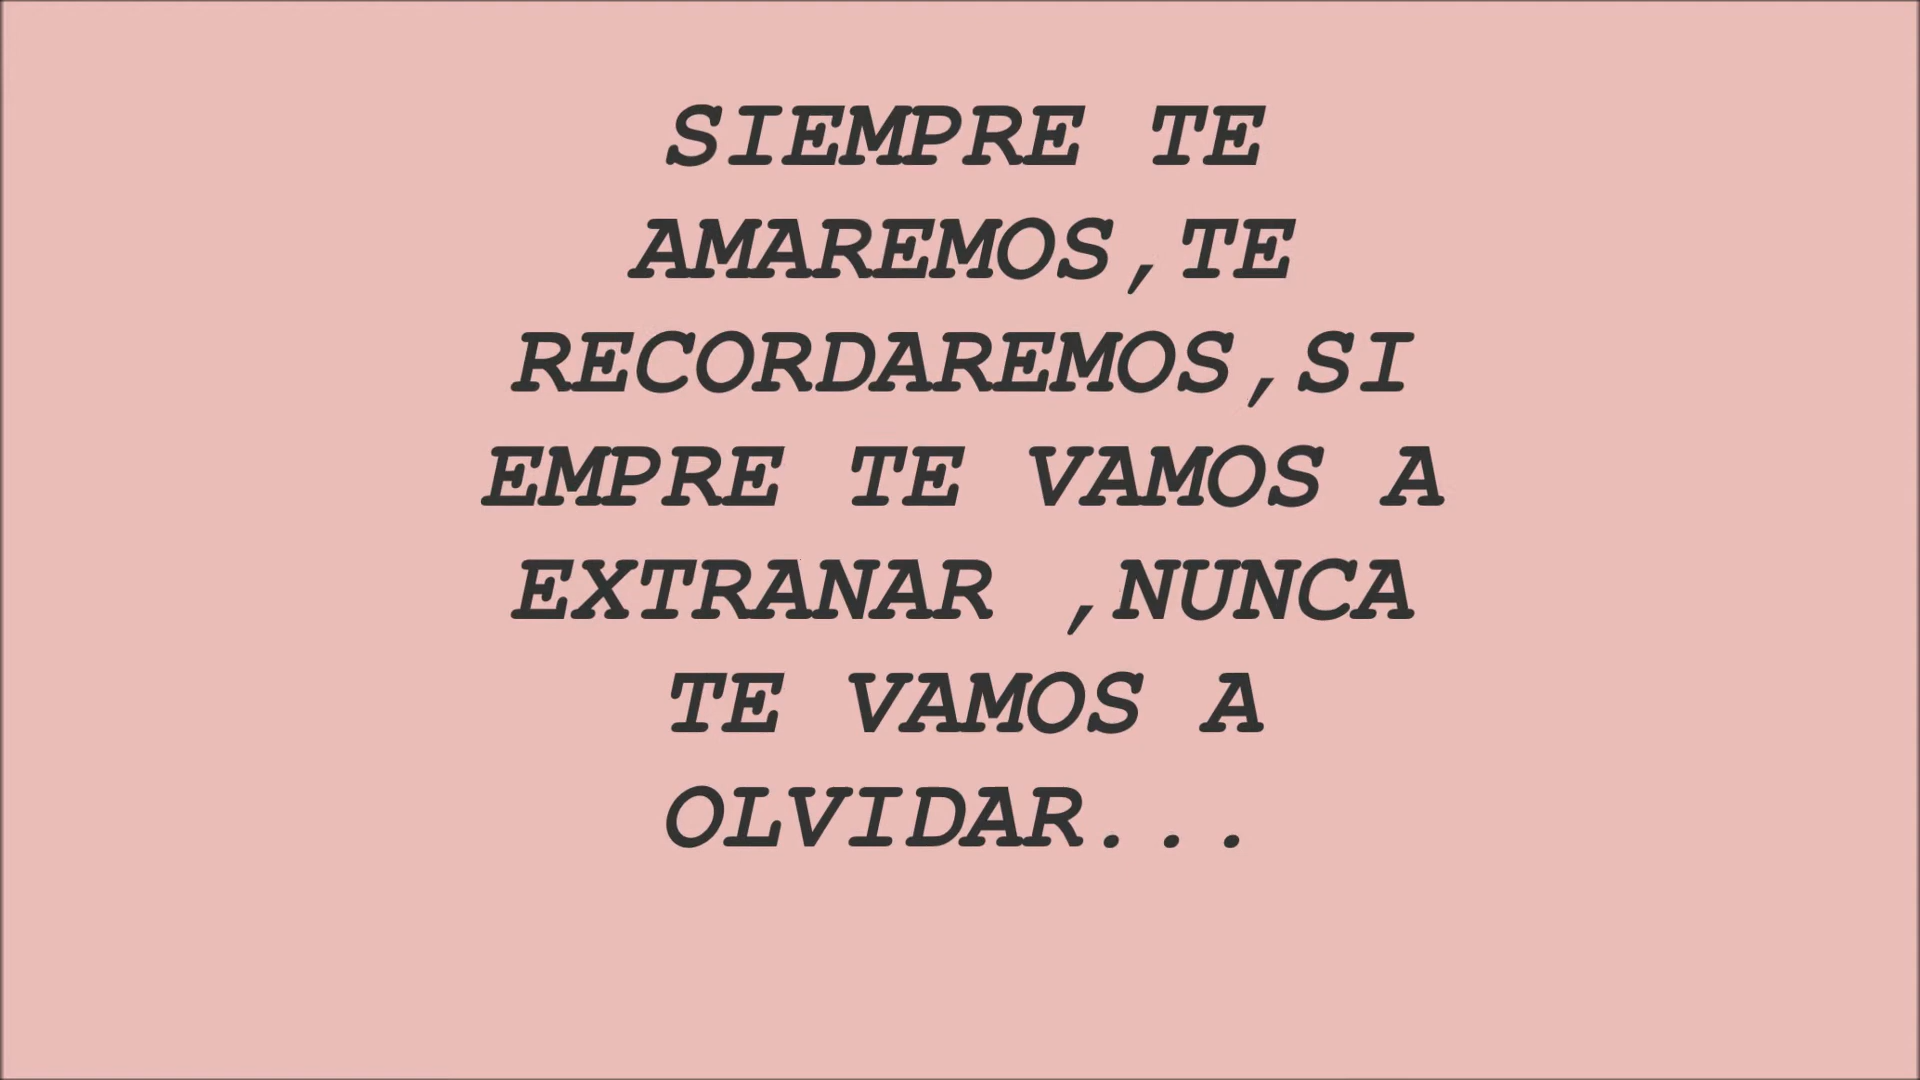 SIEMPRE TE
AMAREMOS,TE
RECORDAREMOS,SI
EMPRE TE VAMOS A
EXTRANAR ,NUNCA
TE VAMOS A
OLVIDAR...